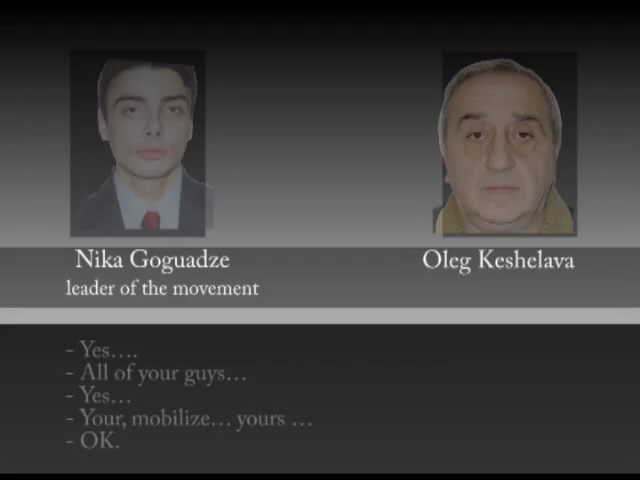 Nika Goguadze
leader of the movement
Oleg Keshelava
- Yes....
- All of your guys...
- Yes...
- Your, mobilize... yours ...
- OK.